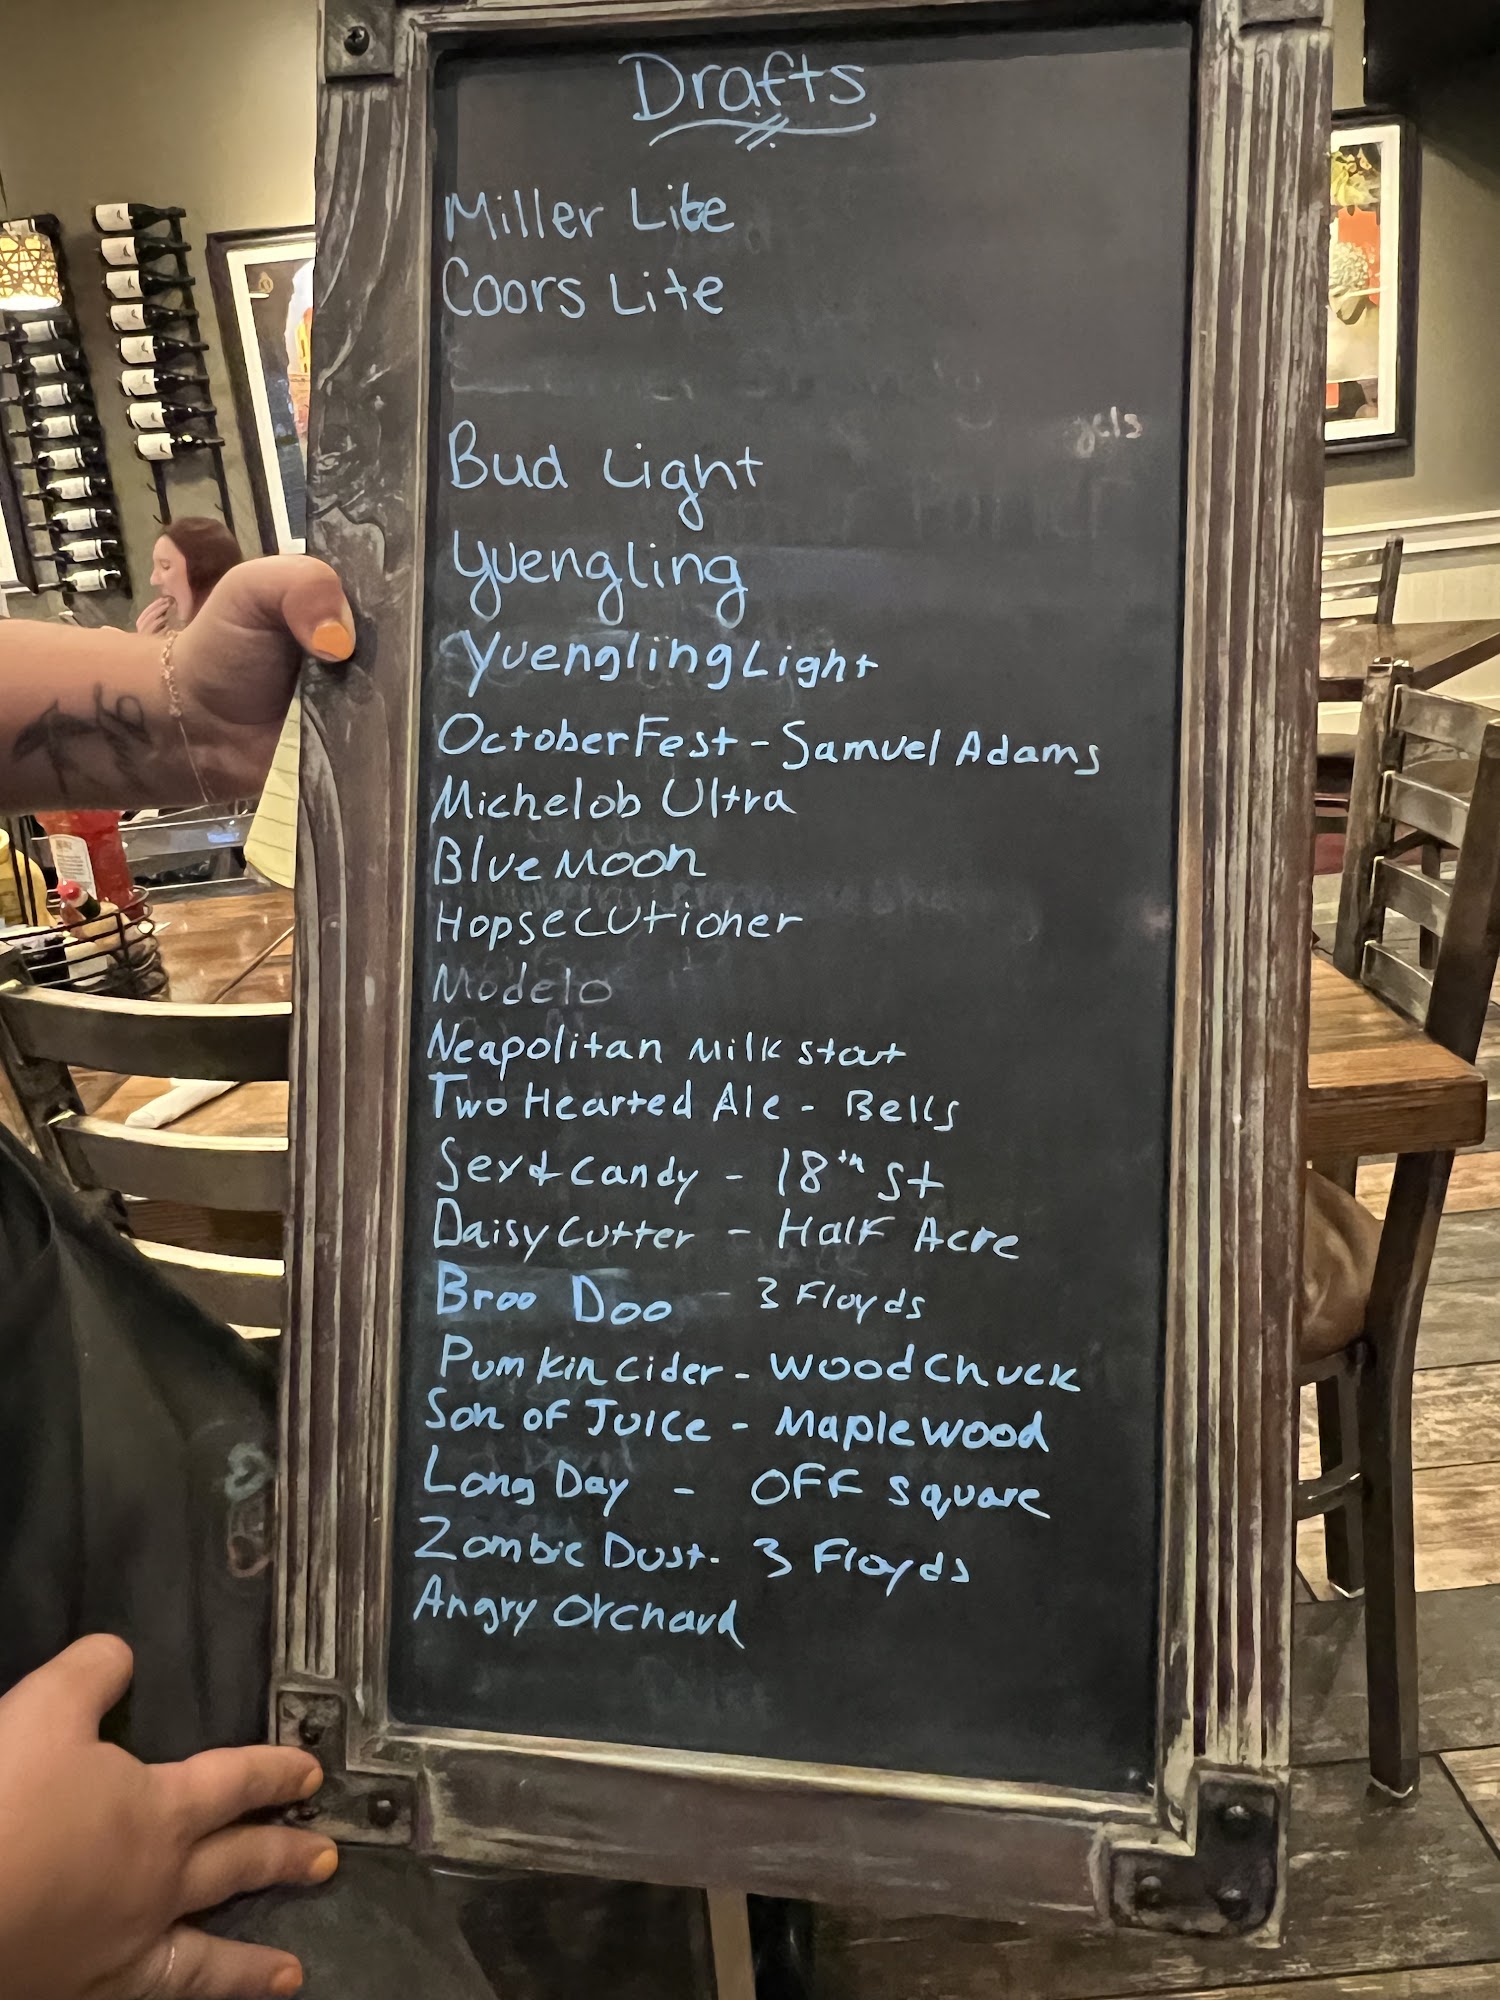 Drafts
Miller Lite
Coors Lite
gels
Bud Light
Yuengling
Yuengling Light
OctoberFest - Samuel Adams
Michelob Ultra
Blue Moon
Hopsecutioner
Modelo
Neapolitan Milk Stout
Two Hearted Ale - Bells
Sex & Candy - 18th St
Daisy Cutter - Half Acre
Broo Doo - 3 Floyds
Pumkin Cider - Woodchuck
Son of Juice - Maplewood
Long Day - Off Square
Zombie Dust - 3 Floyds
Angry Orchard